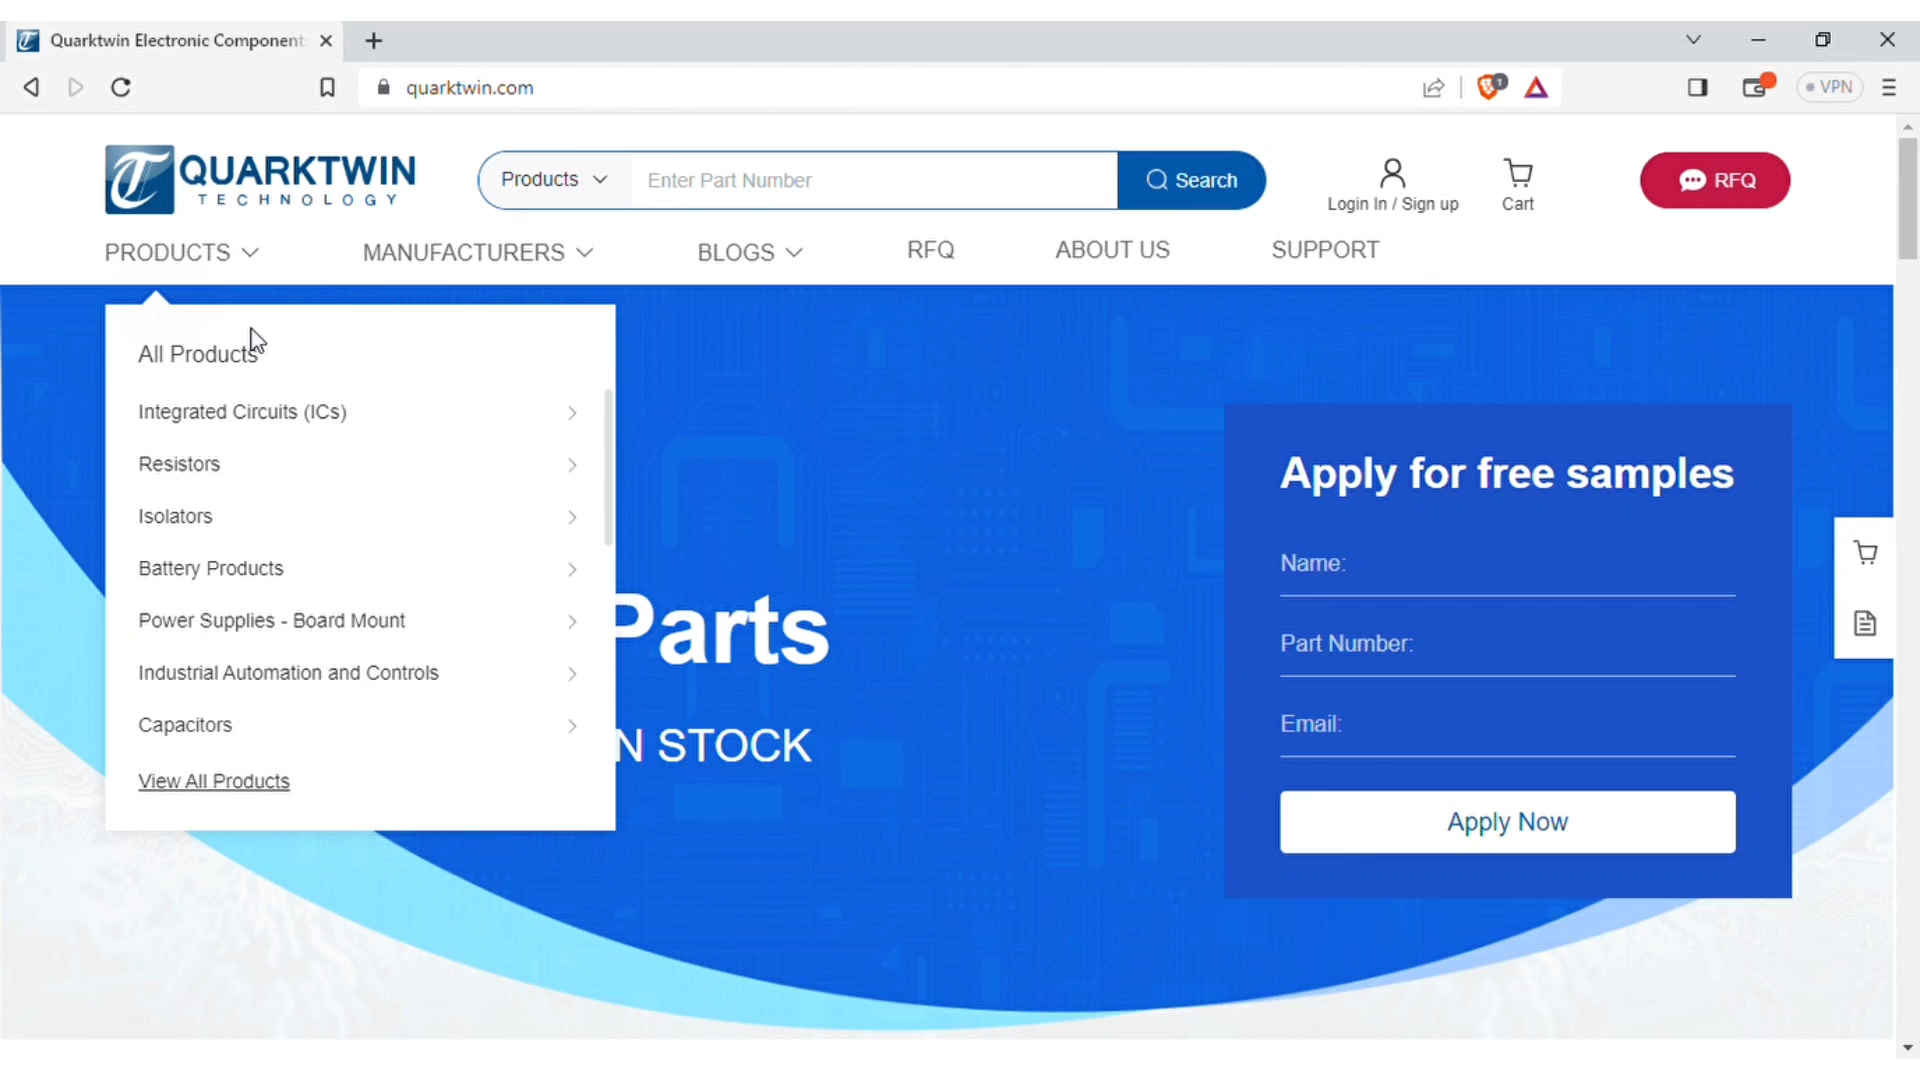 Quarktwin Electronic Component
quarktwin.com
1
VPN
QUARKTWIN
TECHNOLOGY
Products
Enter Part Number
Search
Login In / Sign up
Cart
RFQ
PRODUCTS
MANUFACTURERS
BLOGS
RFQ
ABOUT US
SUPPORT
All Products
Integrated Circuits (ICs)
Resistors
Isolators
Battery Products
Power Supplies - Board Mount
Industrial Automation and Controls
Capacitors
View All Products
Parts
N STOCK
Apply for free samples
Name:
Part Number:
Email:
Apply Now